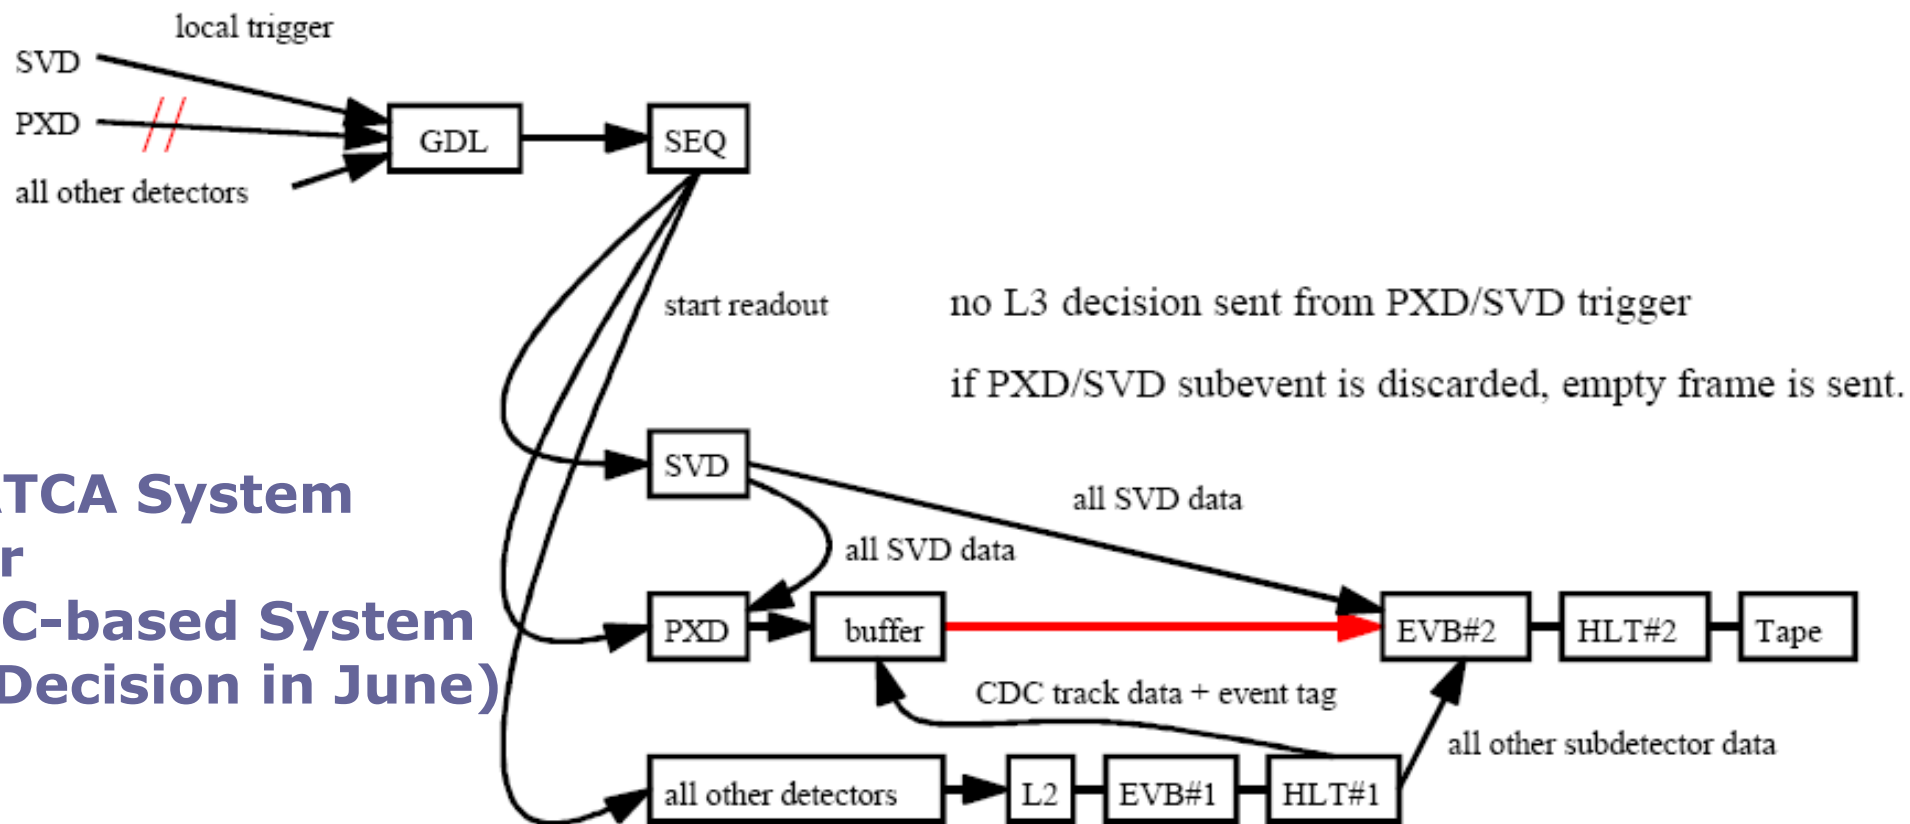 local trigger
SVD
PXD
all other detectors
GDL
SEQ
start readout
no L3 decision sent from PXD/SVD trigger
if PXD/SVD subevent is discarded, empty frame is sent.
TCA System
r
C-based System
Decision in June)
SVD
all SVD data
all SVD data
PXD
buffer
EVB#2
HLT#2
Tape
CDC track data + event tag
all other subdetector data
all other detectors
L2
EVB#1
HLT#1